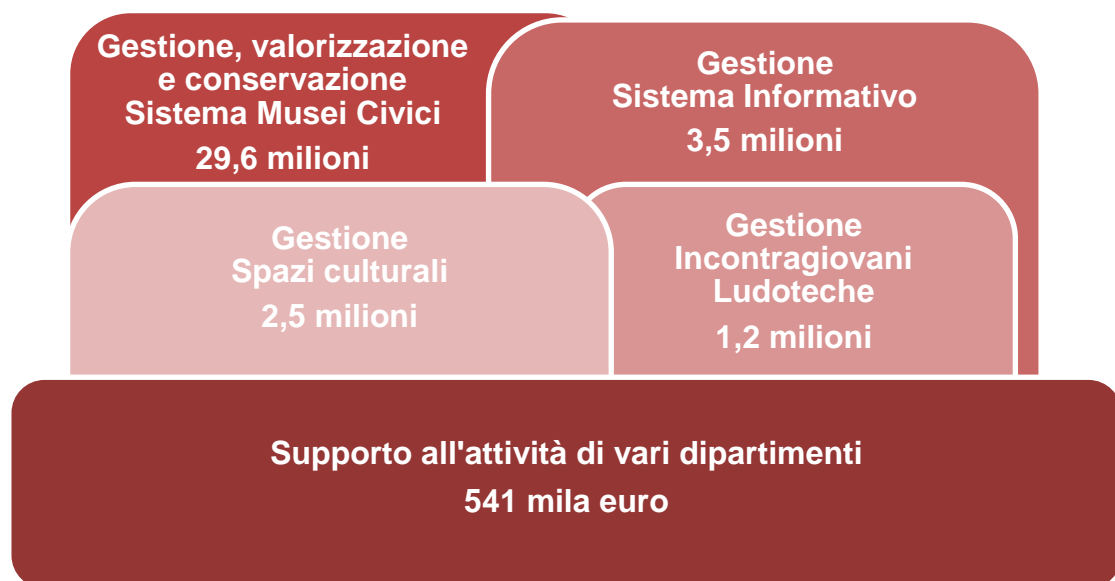 Gestione, valorizzazione
e conservazione
Sistema Musei Civici
29,6 milioni
Gestione
Sistema Informativo
3,5 milioni
Gestione
Spazi culturali
2,5 milioni
Gestione
Incontragiovani
Ludoteche
1,2 milioni
Supporto all'attività di vari dipartimenti
541 mila euro